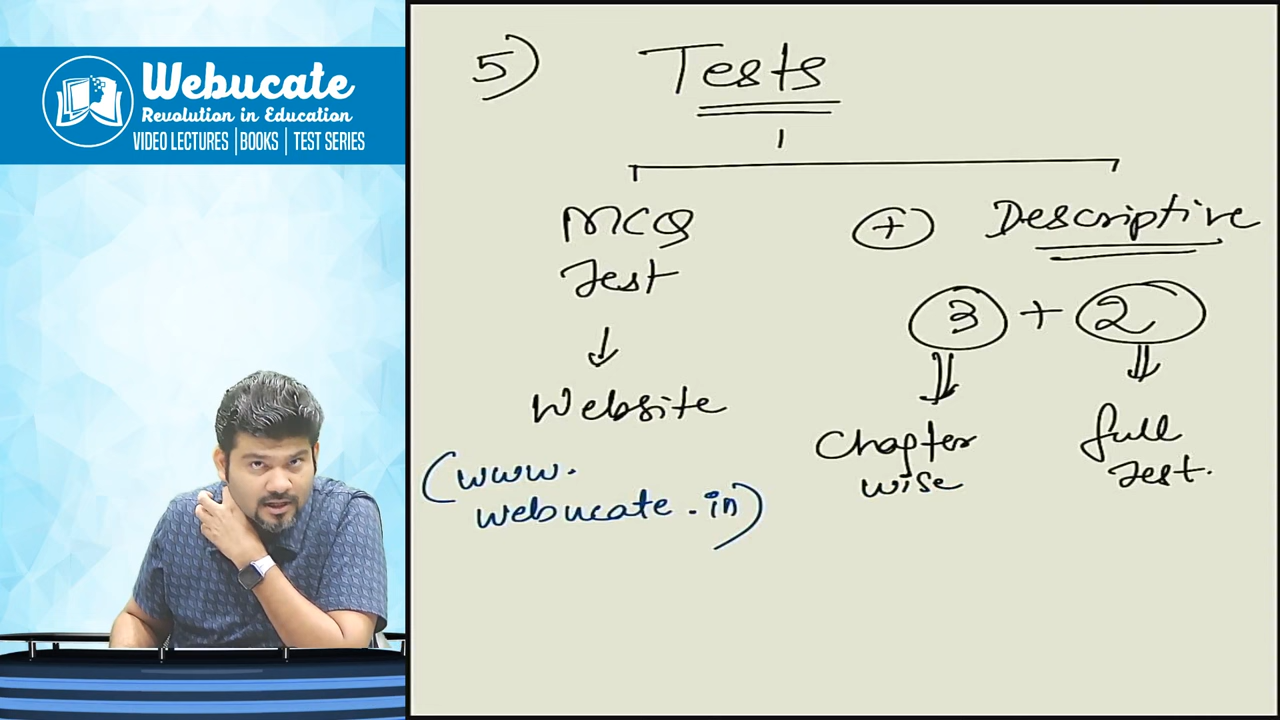 Webucate
Revolution in Education
VIDEO LECTURES | BOOKS | TEST SERIES
5) Tests
MCQ
Test
+
Descriptive
3 + 2
Website
Chapter
wise
full
Test.
(www.
webucate.in)